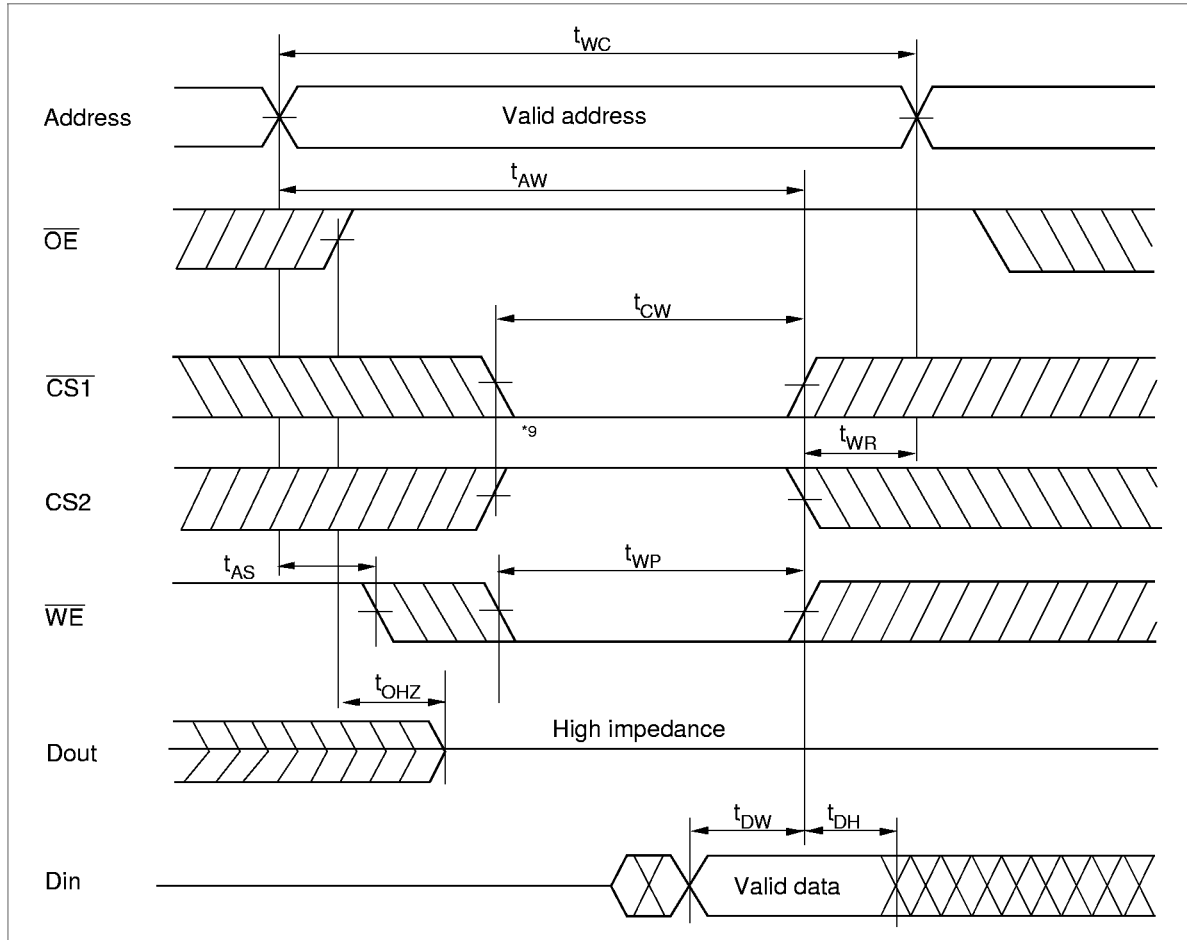 tWC
Address
Valid address
tAW
OE
tCW
CS1
*9
tWR
CS2
tAS
tWP
WE
tOHZ
Dout
High impedance
tDW
tDH
Din
Valid data